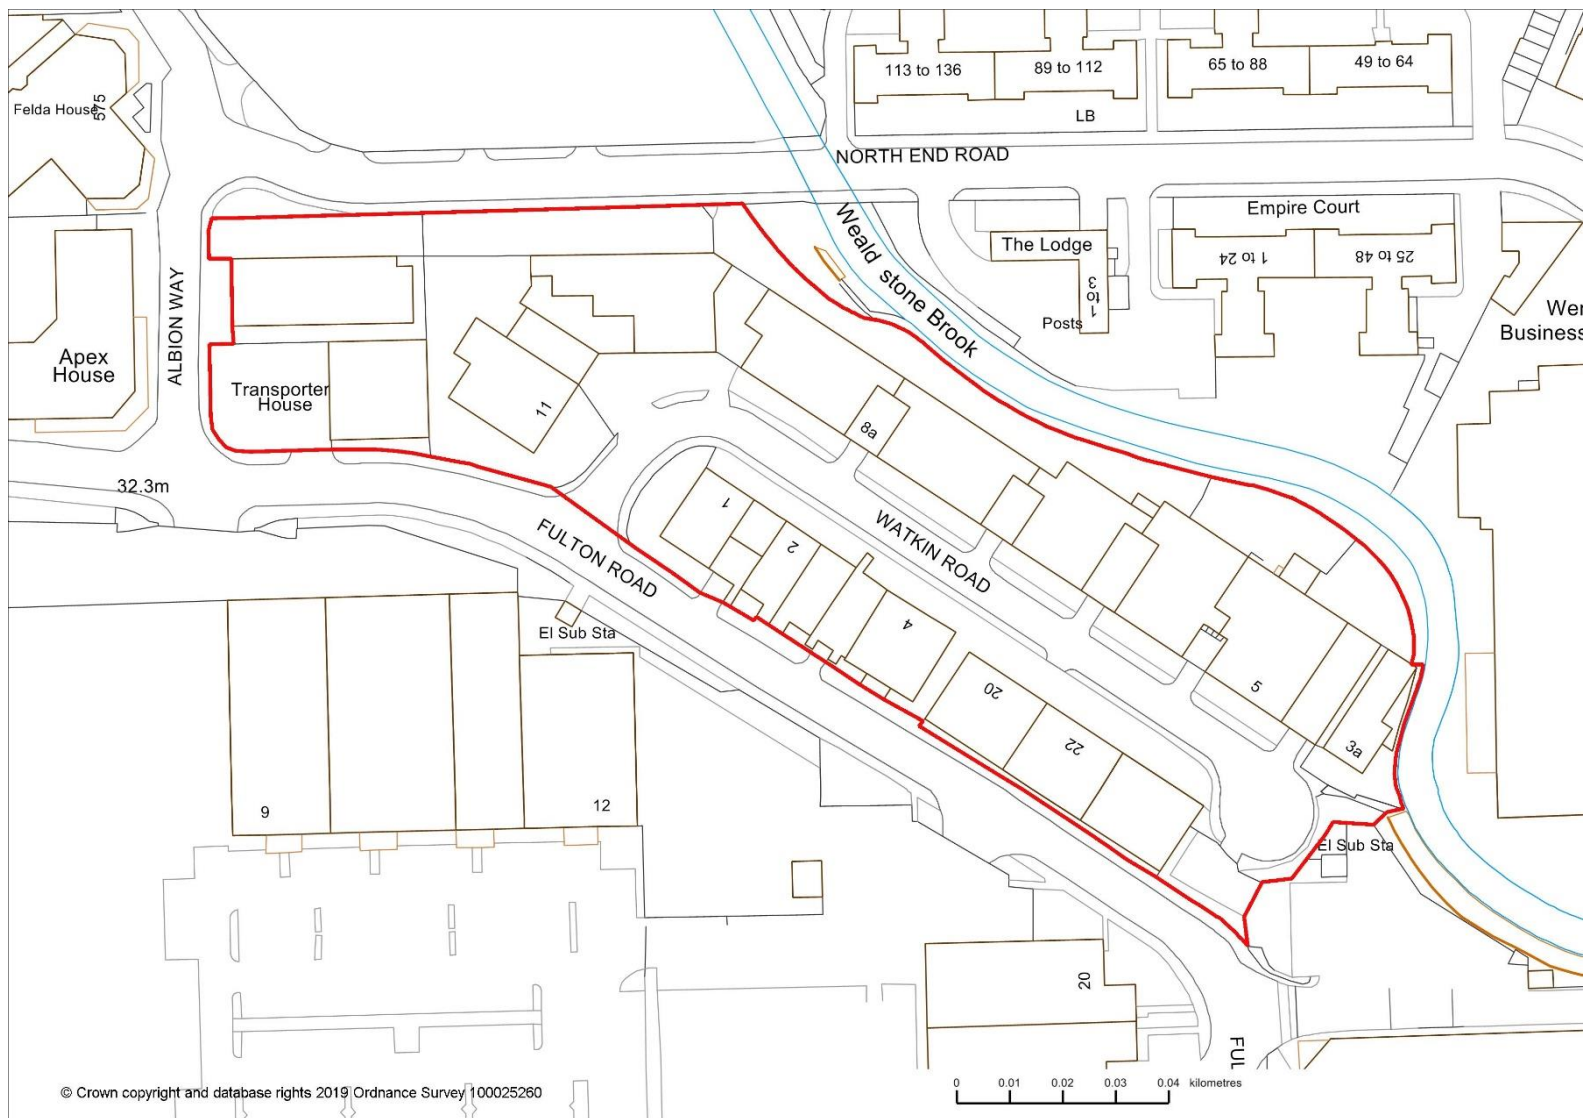 113 to 136
89 to 112
65 to 88
49 to 64
LB
Felda House
575
NORTH END ROAD
Empire Court
The Lodge
1 to 3
1 to 24
25 to 48
Posts
Weald stone Brook
Wer
Business
ALBION WAY
Apex
House
Transporter
House
11
8a
32.3m
FULTON ROAD
WATKIN ROAD
1
2
4
20
22
5
3a
El Sub Sta
El Sub Sta
9
12
20
FUL
© Crown copyright and database rights 2019 Ordnance Survey 100025260
0 0.01 0.02 0.03 0.04 kilometres